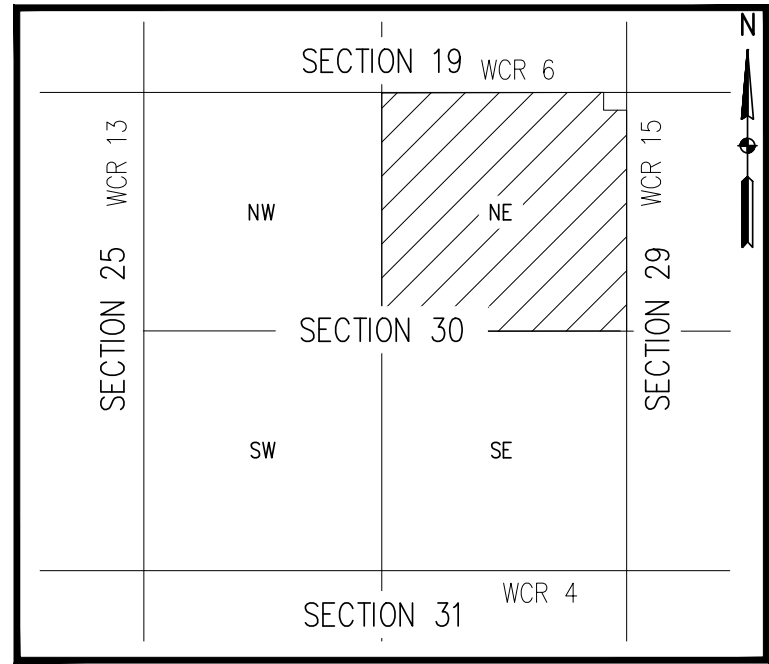 N
SECTION 19
WCR 6
WCR 13
WCR 15
NW
NE
SECTION 25
SECTION 29
SECTION 30
SW
SE
WCR 4
SECTION 31